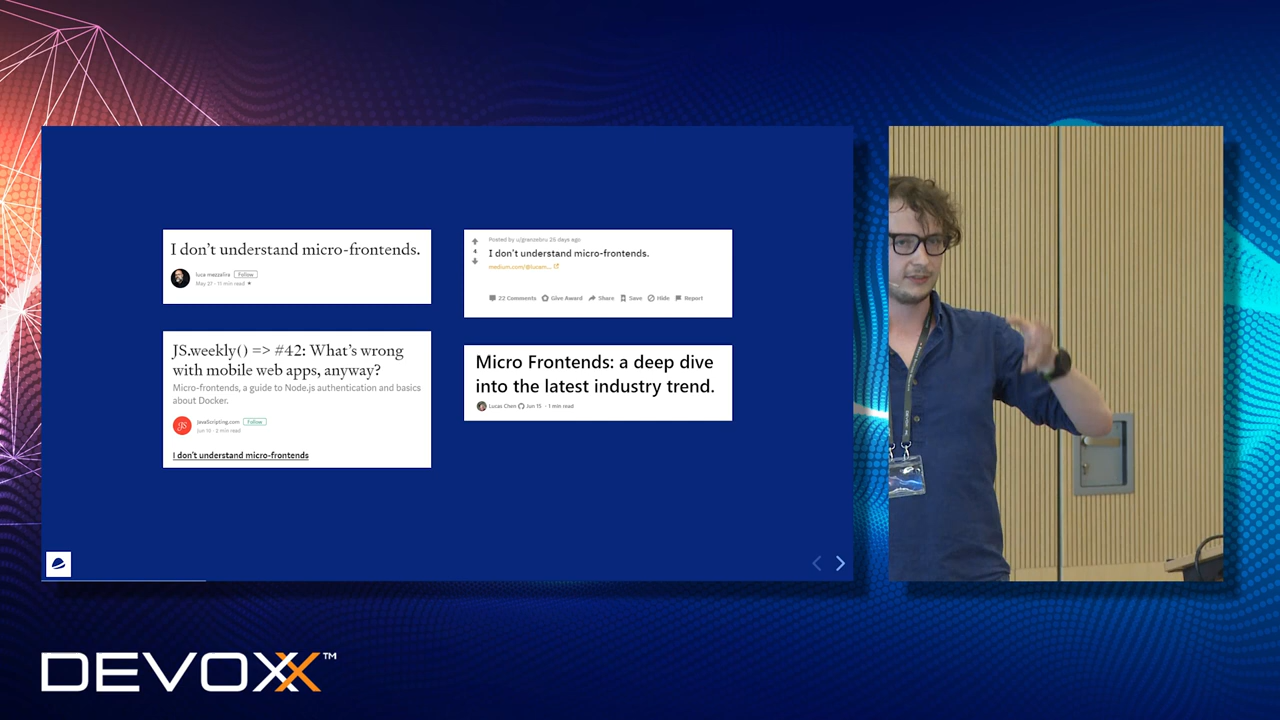 I don't understand micro-frontends.
luca mezzalira Follow
May 27 · 11 min read ★
JS.weekly() => #42: What's wrong
with mobile web apps, anyway?
Micro-frontends, a guide to Node.js authentication and basics
about Docker.
JS
JavaScripting.com Follow
Jun 10 · 2 min read
I don't understand micro-frontends
Posted by u/granzebru 26 days ago
4
I don't understand micro-frontends.
medium.com/@lucam...
22 Comments Give Award Share Save Hide Report
Micro Frontends: a deep dive
into the latest industry trend.
Lucas Chen Jun 15 · 1 min read
DEVOXX™